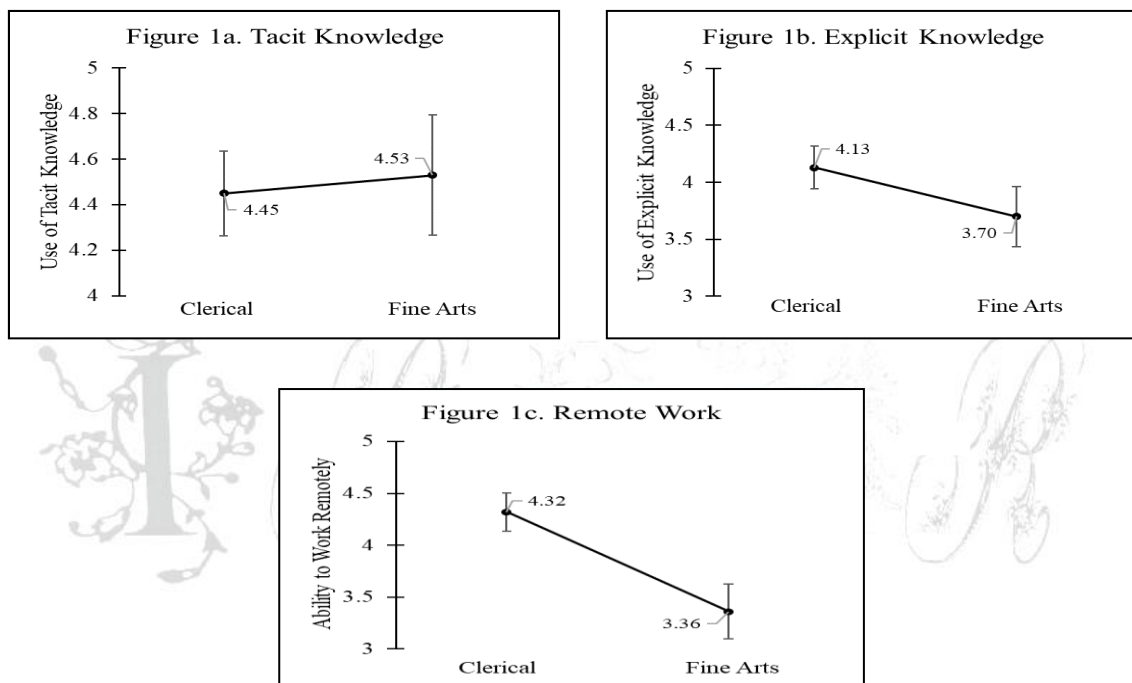 Figure 1a. Tacit Knowledge
Use of Tacit Knowledge
5
4.8
4.6
4.4
4.2
4
4.45
4.53
Clerical
Fine Arts
Figure 1b. Explicit Knowledge
Use of Explicit Knowledge
5
4.5
4
3.5
3
4.13
3.70
Clerical
Fine Arts
Figure 1c. Remote Work
Ability to Work Remotely
5
4.5
4
3.5
3
4.32
3.36
Clerical
Fine Arts